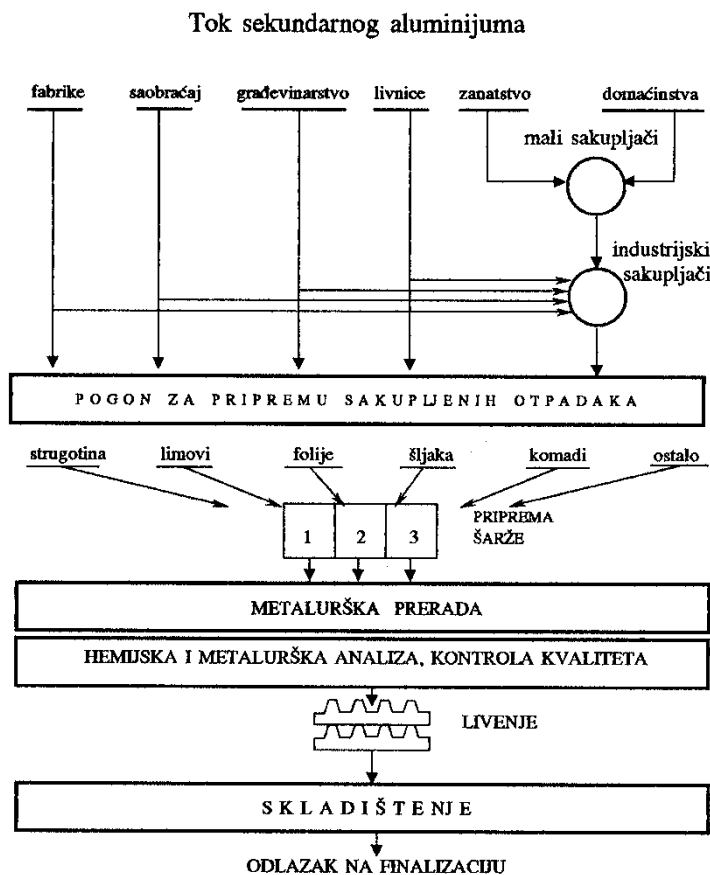 Tok sekundarnog aluminijuma
fabrike saobraćaj građevinarstvo livnice zanatstvo domaćinstva
mali sakupljači
industrijski
sakupljači
POGON ZA PRIPREMU SAKUPLJENIH OTPADAKA
strugotina limovi folije šljaka komadi ostalo
1 2 3
PRIPREMA
ŠARŽE
METALURŠKA PRERADA
HEMIJSKA I METALURŠKA ANALIZA, KONTROLA KVALITETA
LIVENJE
SKLADIŠTENJE
ODLAZAK NA FINALIZACIJU